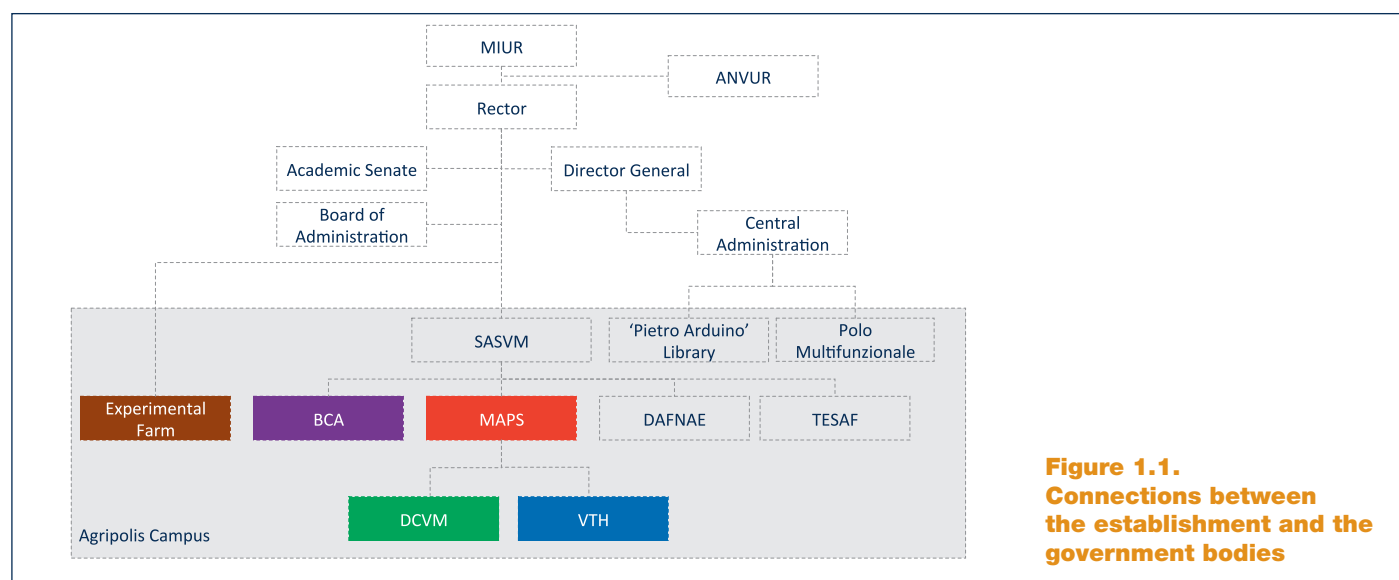 MIUR
ANVUR
Rector
Academic Senate
Director General
Board of
Administration
Central
Administration
SASVM
‘Pietro Arduino’
Library
Polo
Multifunzionale
Experimental
Farm
BCA
MAPS
DAFNAE
TESAF
DCVM
VTH
Agripolis Campus
Figure 1.1.
Connections between
the establishment and the
government bodies